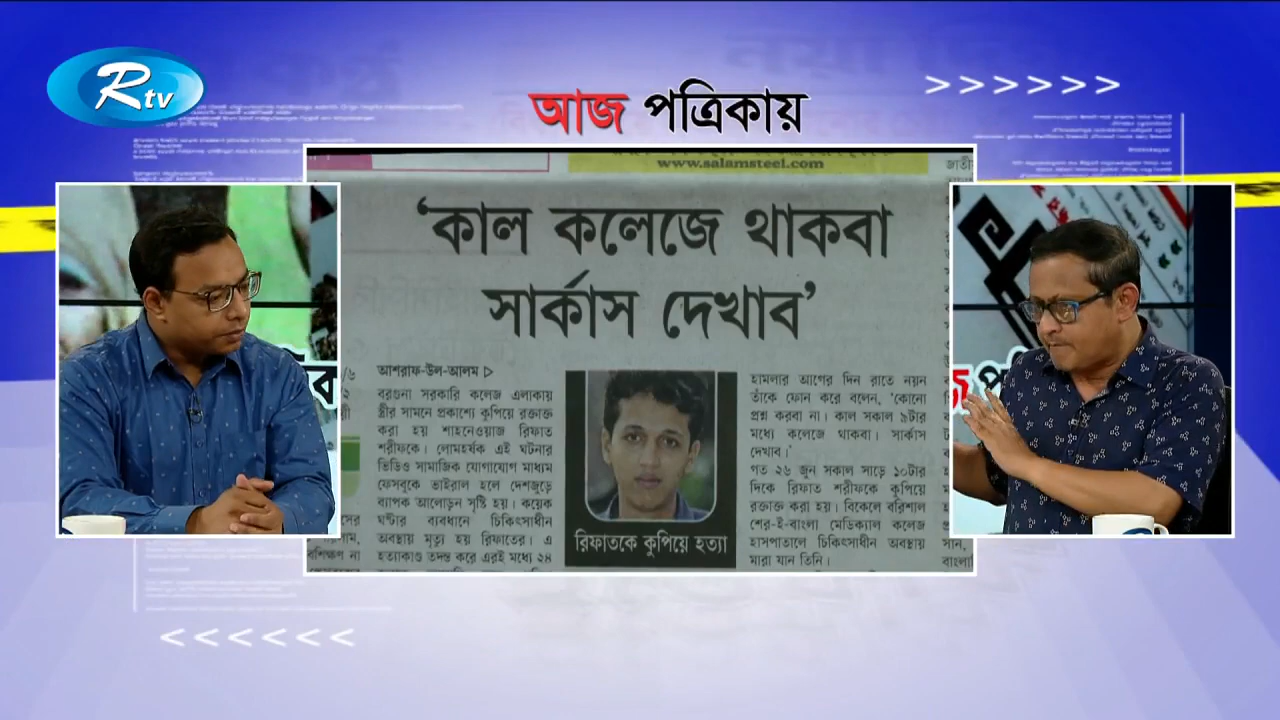 Rtv
আজ পত্রিকায়
www.salamsteel.com
জাতী
‘কাল কলেজে থাকবা
সার্কাস দেখাব’
আশরাফ-উল-আলম
বরগুনা সরকারি কলেজ এলাকায়
স্ত্রীর সামনে প্রকাশ্যে কুপিয়ে রক্তাক্ত
করা হয় শাহনেওয়াজ রিফাত
শরীফকে। লোমহর্ষক এই ঘটনার
ভিডিও সামাজিক যোগাযোগ মাধ্যম
ফেসবুকে ভাইরাল হলে দেশজুড়ে
ব্যাপক আলোড়ন সৃষ্টি হয়। কয়েক
ঘণ্টার ব্যবধানে চিকিৎসাধীন
অবস্থায় মৃত্যু হয় রিফাতের। এ
হত্যাকাণ্ড তদন্ত করে এরই মধ্যে ২৪
রিফাতকে কুপিয়ে হত্যা
হামলার আগের দিন রাতে নয়ন
তাঁকে ফোন করে বলেন, ‘কোনো
প্রশ্ন করবা না। কাল সকাল ৯টার
মধ্যে কলেজে থাকবা। সার্কাস
দেখাব।’
গত ২৬ জুন সকাল সাড়ে ১০টার
দিকে রিফাত শরীফকে কুপিয়ে
রক্তাক্ত করা হয়। বিকেলে বরিশাল
শের-ই-বাংলা মেডিক্যাল কলেজ
হাসপাতালে চিকিৎসাধীন অবস্থায়
মারা যান তিনি।